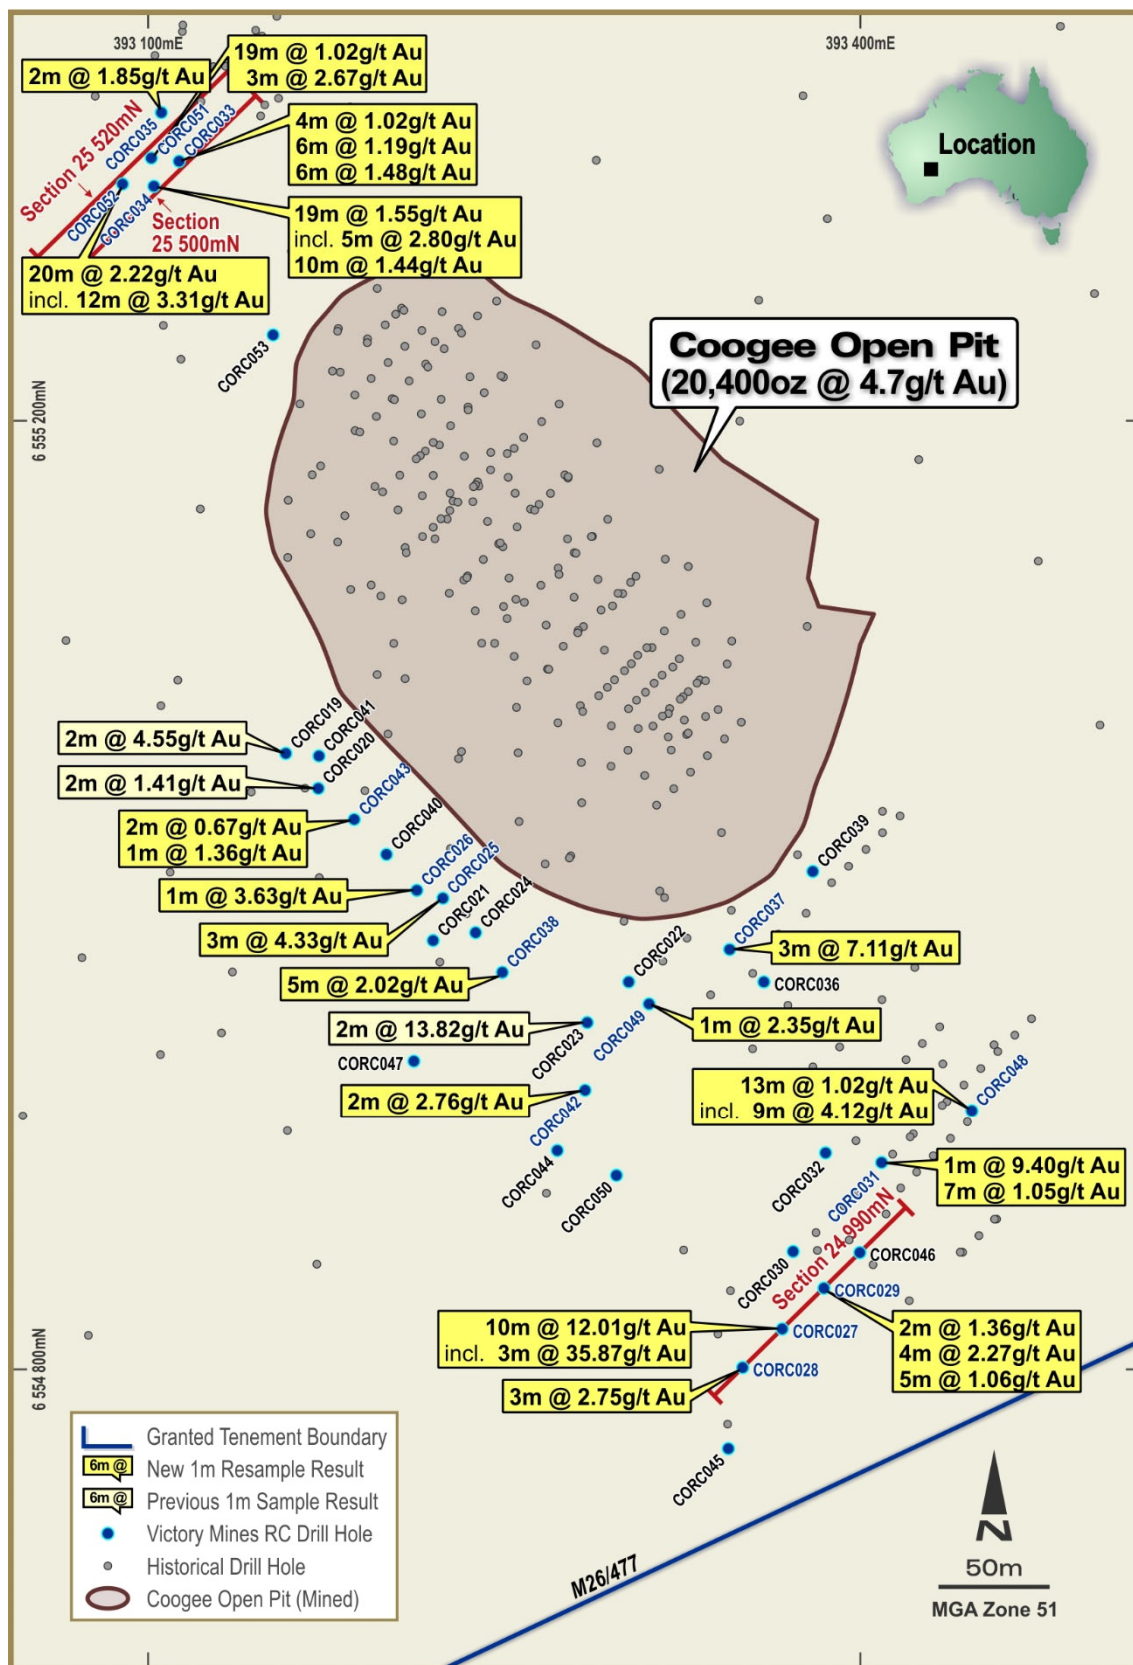 393 100mE
393 400mE
19m @ 1.02g/t Au
3m @ 2.67g/t Au
2m @ 1.85g/t Au
CORC035
CORC051
CORC033
4m @ 1.02g/t Au
6m @ 1.19g/t Au
6m @ 1.48g/t Au
Location
Section 25 520mN
CORC052
CORC034
Section
25 500mN
19m @ 1.55g/t Au
incl. 5m @ 2.80g/t Au
10m @ 1.44g/t Au
20m @ 2.22g/t Au
incl. 12m @ 3.31g/t Au
CORC053
Coogee Open Pit
(20,400oz @ 4.7g/t Au)
6 555 200mN
CORC019
CORC041
CORC020
2m @ 4.55g/t Au
2m @ 1.41g/t Au
CORC043
2m @ 0.67g/t Au
1m @ 1.36g/t Au
CORC040
CORC039
CORC026
CORC025
1m @ 3.63g/t Au
CORC021
CORC024
3m @ 4.33g/t Au
CORC038
CORC022
CORC037
3m @ 7.11g/t Au
5m @ 2.02g/t Au
CORC036
2m @ 13.82g/t Au
CORC023
CORC049
1m @ 2.35g/t Au
CORC047
2m @ 2.76g/t Au
CORC042
13m @ 1.02g/t Au
incl. 9m @ 4.12g/t Au
CORC048
CORC044
CORC050
CORC032
CORC031
1m @ 9.40g/t Au
7m @ 1.05g/t Au
Section 24 990mN
CORC030
CORC046
CORC029
10m @ 12.01g/t Au
incl. 3m @ 35.87g/t Au
CORC027
2m @ 1.36g/t Au
4m @ 2.27g/t Au
5m @ 1.06g/t Au
6 554 800mN
CORC028
3m @ 2.75g/t Au
CORC045
Granted Tenement Boundary
6m @
New 1m Resample Result
6m @
Previous 1m Sample Result
Victory Mines RC Drill Hole
Historical Drill Hole
Coogee Open Pit (Mined)
M26/477
N
50m
MGA Zone 51